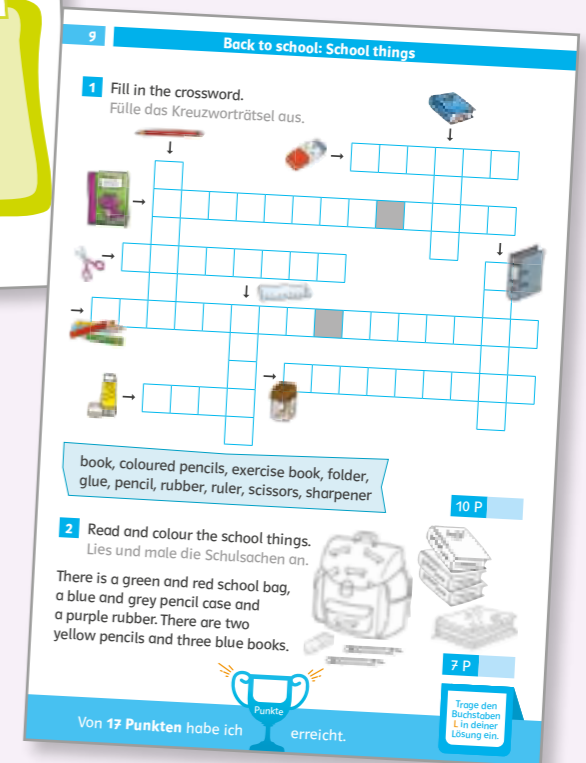 9
Back to school: School things
1 Fill in the crossword.
Fülle das Kreuzworträtsel aus.
book, coloured pencils, exercise book, folder,
glue, pencil, rubber, ruler, scissors, sharpener
10 P
2 Read and colour the school things.
Lies und male die Schulsachen an.
There is a green and red school bag,
a blue and grey pencil case and
a purple rubber. There are two
yellow pencils and three blue books.
7 P
Punkte
Von 17 Punkten habe ich
erreicht.
Trage den
Buchstaben
L in deiner
Lösung ein.